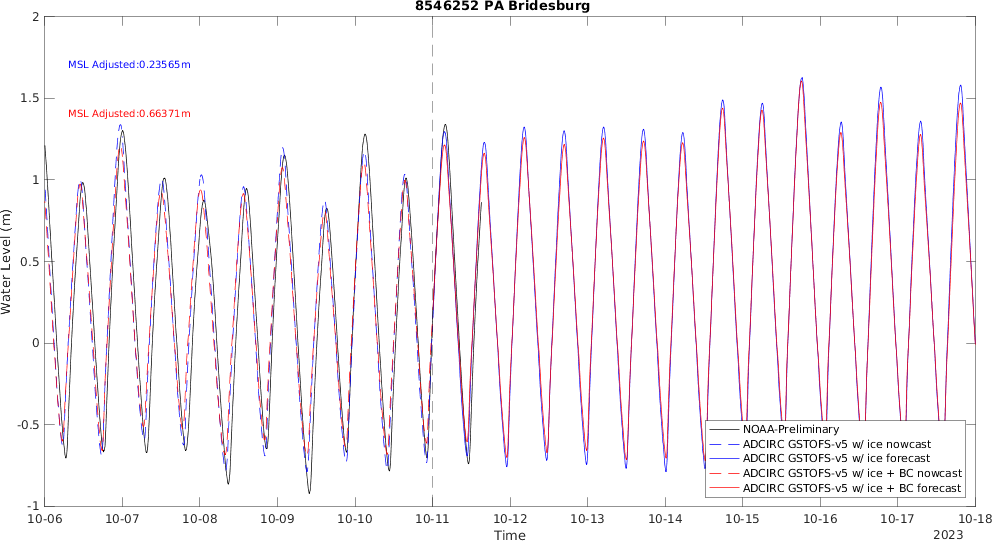 8546252 PA Bridesburg
2
MSL Adjusted:0.23565m
1.5
MSL Adjusted:0.66371m
1
0.5
0
-0.5
-1
Water Level (m)
NOAA-Preliminary
ADCIRC GSTOFS-v5 w/ ice nowcast
ADCIRC GSTOFS-v5 w/ ice forecast
ADCIRC GSTOFS-v5 w/ ice + BC nowcast
ADCIRC GSTOFS-v5 w/ ice + BC forecast
10-06 10-07 10-08 10-09 10-10 10-11 10-12 10-13 10-14 10-15 10-16 10-17 10-18
Time
2023